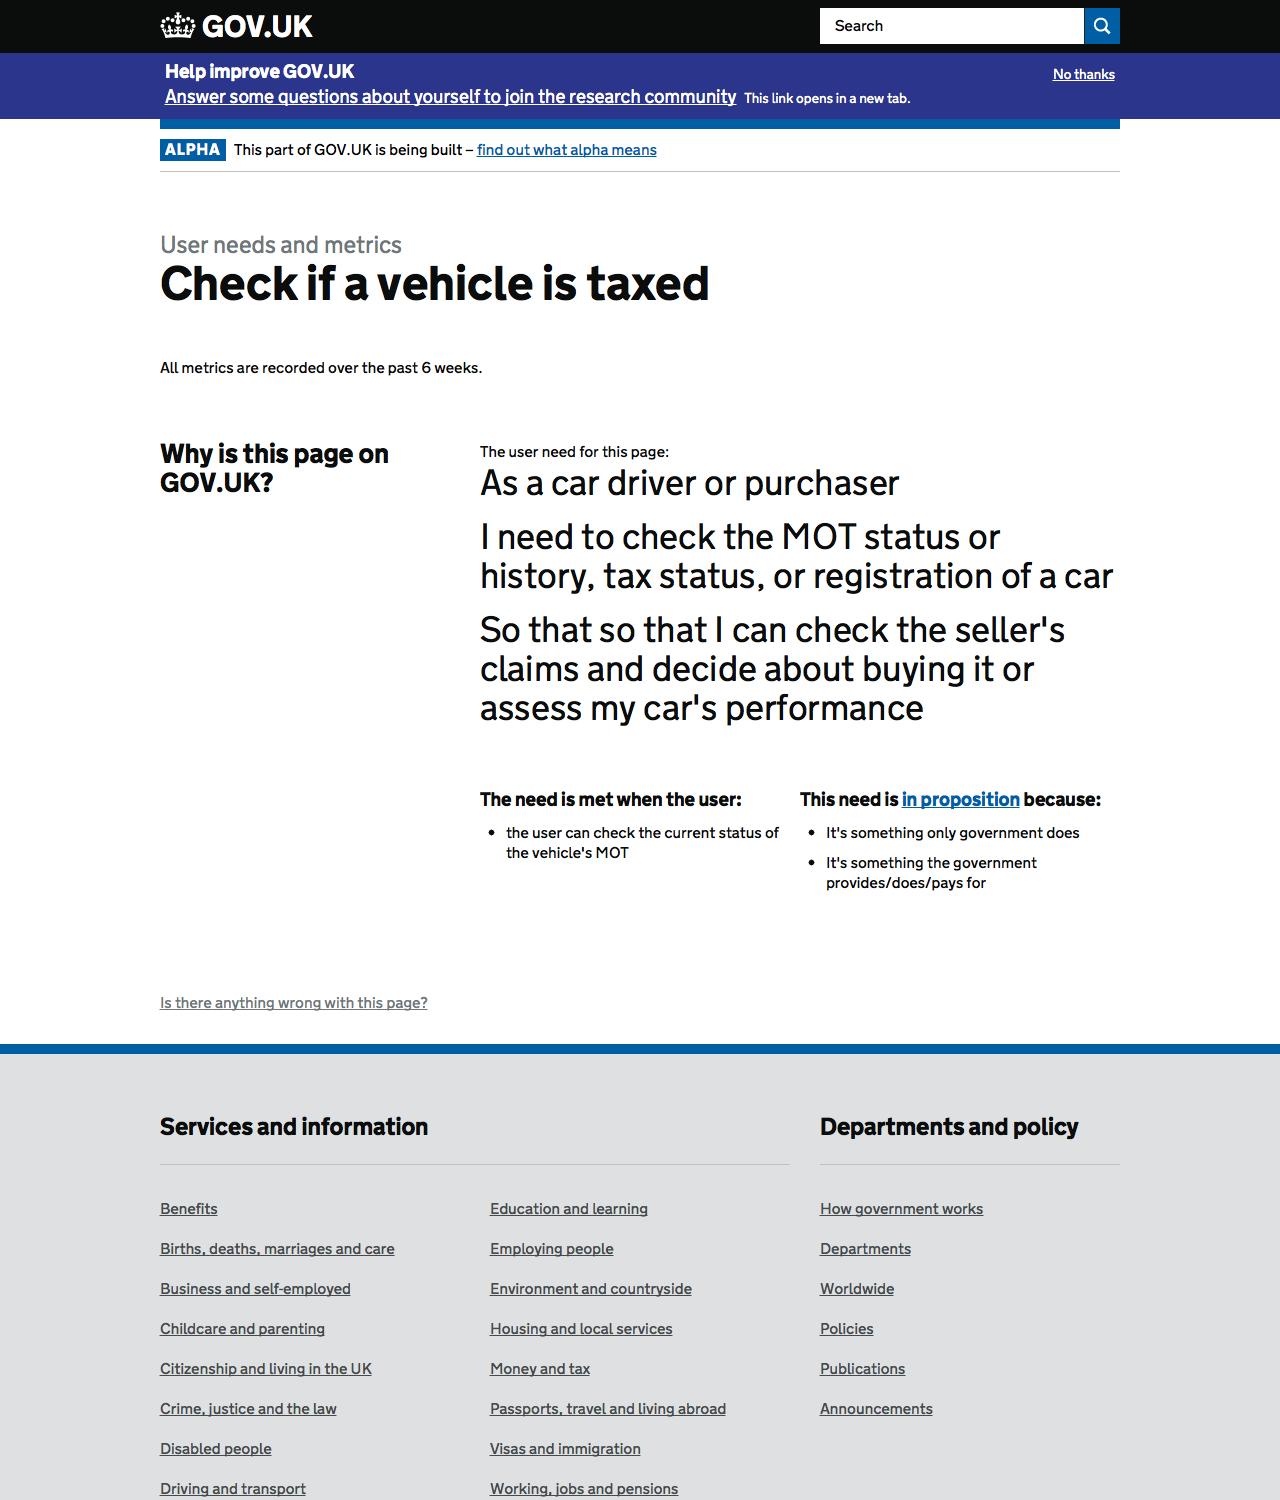 GOV.UK
Search
Help improve GOV.UK
No thanks
Answer some questions about yourself to join the research community This link opens in a new tab.
ALPHA This part of GOV.UK is being built – find out what alpha means
User needs and metrics
Check if a vehicle is taxed
All metrics are recorded over the past 6 weeks.
Why is this page on
GOV.UK?
The user need for this page:
As a car driver or purchaser
I need to check the MOT status or
history, tax status, or registration of a car
So that so that I can check the seller's
claims and decide about buying it or
assess my car's performance
The need is met when the user:
• the user can check the current status of
the vehicle's MOT
This need is in proposition because:
• It's something only government does
• It's something the government
provides/does/pays for
Is there anything wrong with this page?
Services and information
Benefits
Births, deaths, marriages and care
Business and self-employed
Childcare and parenting
Citizenship and living in the UK
Crime, justice and the law
Disabled people
Driving and transport
Education and learning
Employing people
Environment and countryside
Housing and local services
Money and tax
Passports, travel and living abroad
Visas and immigration
Working, jobs and pensions
Departments and policy
How government works
Departments
Worldwide
Policies
Publications
Announcements